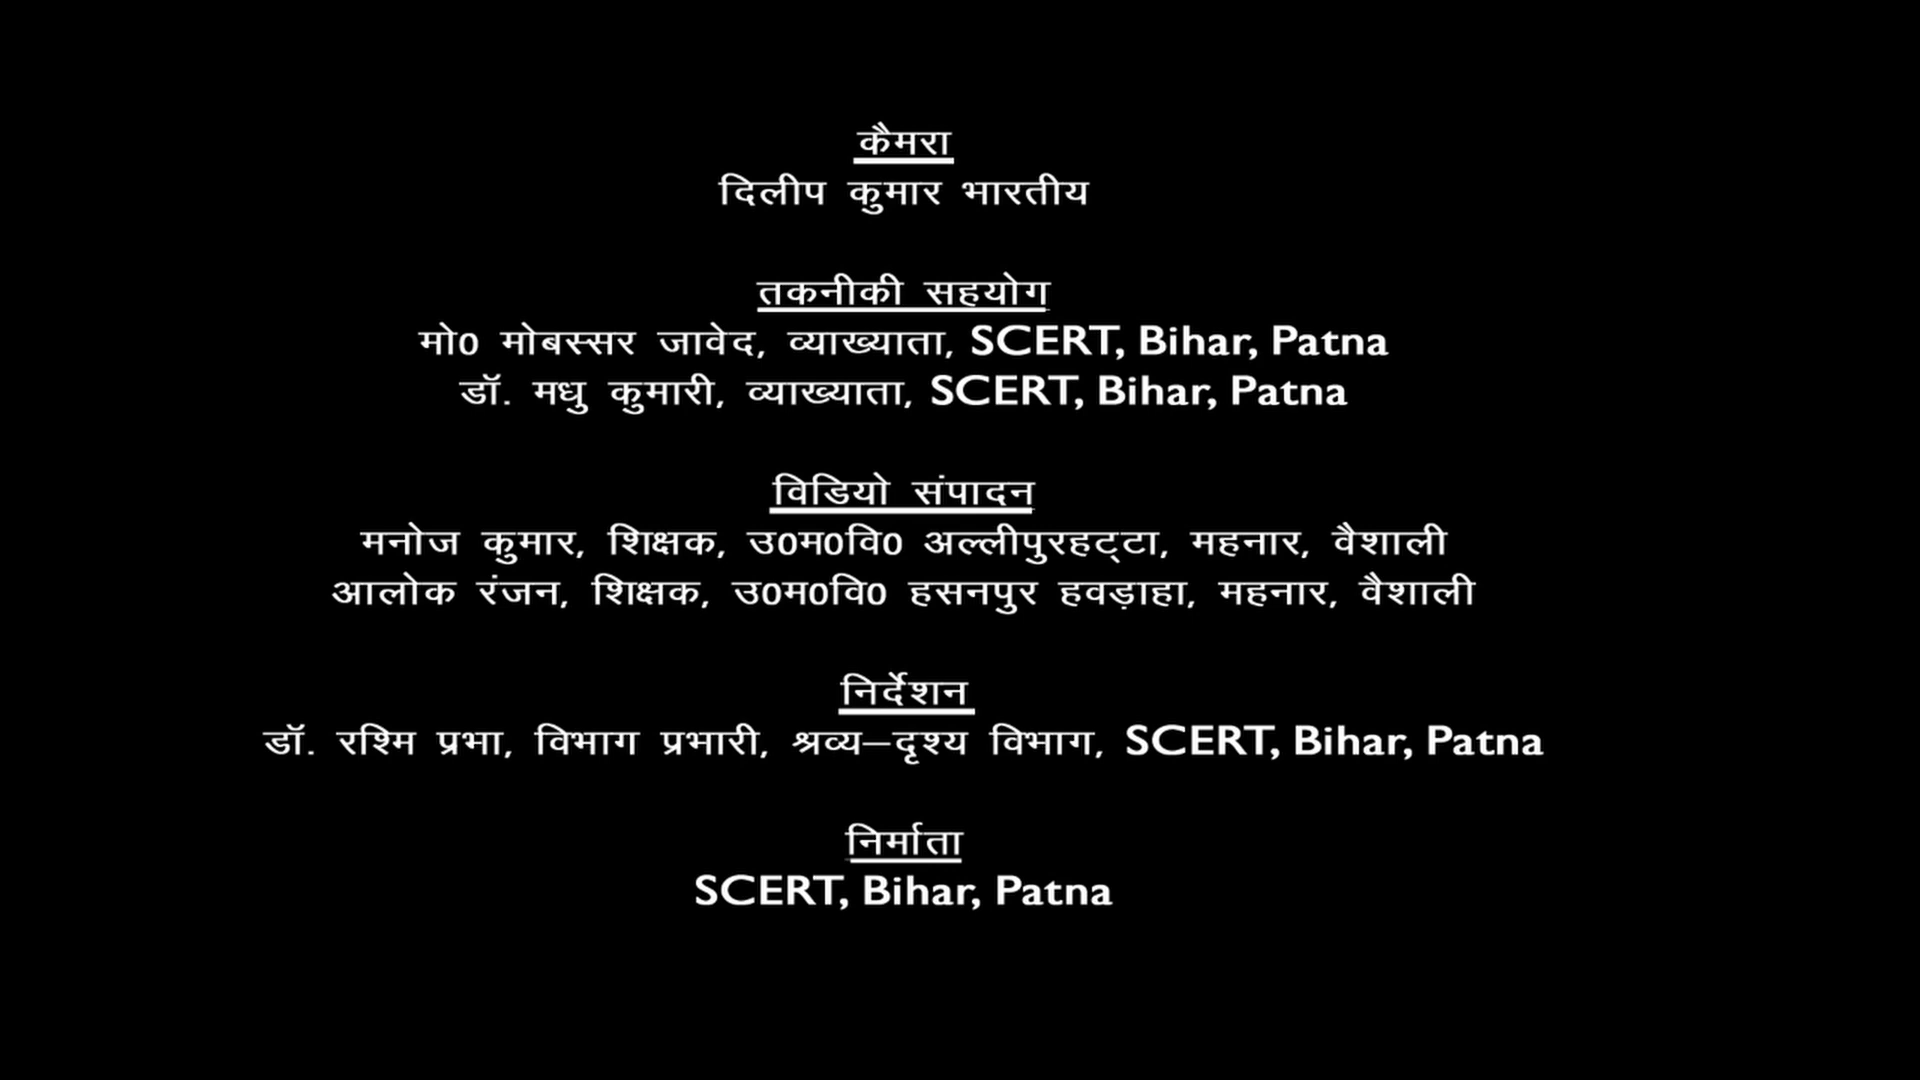 कैमरा
दिलीप कुमार भारतीय
तकनीकी सहयोग
मो0 मोबस्सर जावेद, व्याख्याता, SCERT, Bihar, Patna
डॉ. मधु कुमारी, व्याख्याता, SCERT, Bihar, Patna
विडियो संपादन
मनोज कुमार, शिक्षक, उ0म0वि0 अल्लीपुरहट्टा, महनार, वैशाली
आलोक रंजन, शिक्षक, उ0म0वि0 हसनपुर हवड़ाहा, महनार, वैशाली
निर्देशन
डॉ. रश्मि प्रभा, विभाग प्रभारी, श्रव्य–दृश्य विभाग, SCERT, Bihar, Patna
निर्माता
SCERT, Bihar, Patna